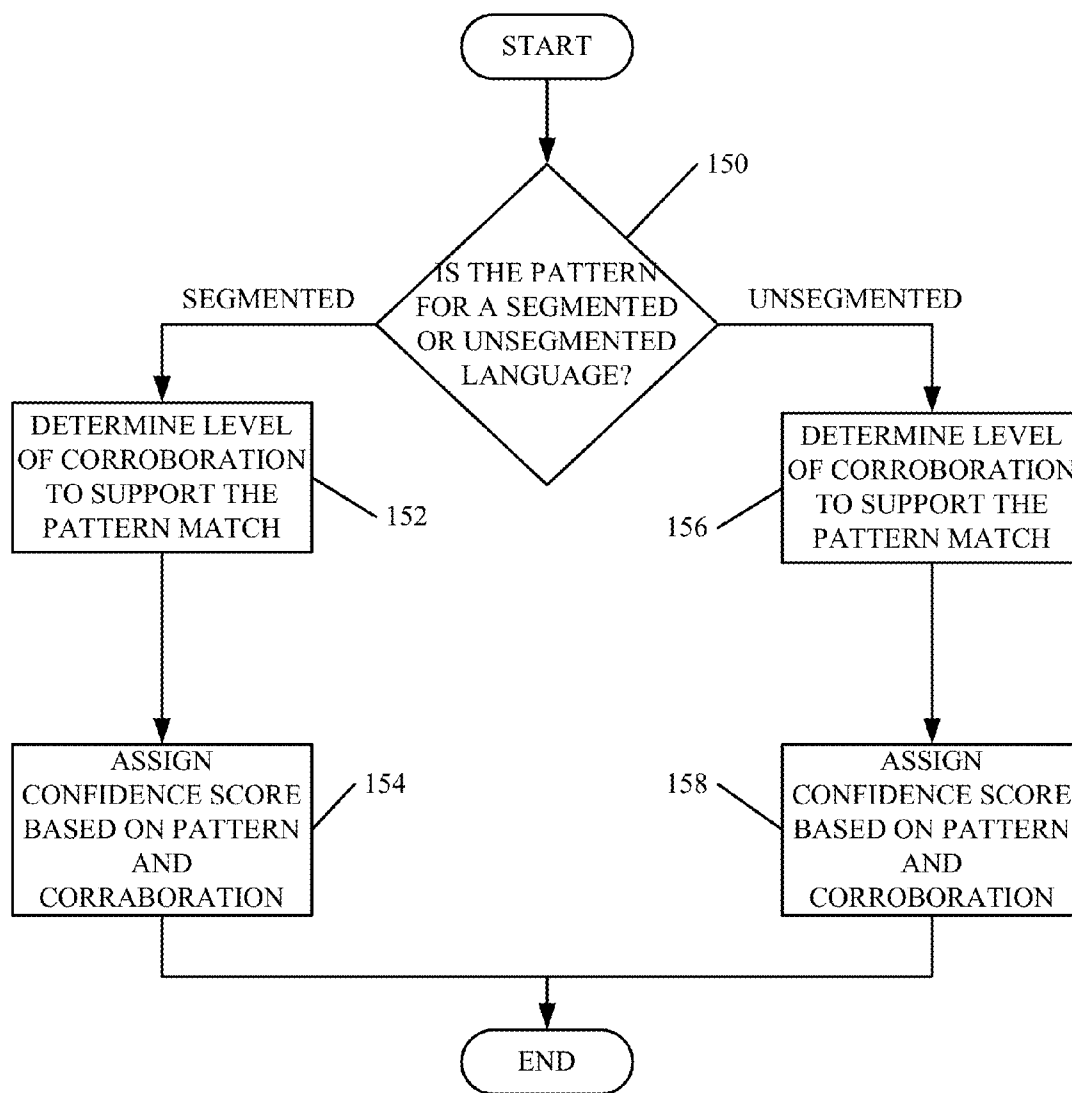 START
150
IS THE PATTERN
FOR A SEGMENTED
OR UNSEGMENTED
LANGUAGE?
SEGMENTED
UNSEGMENTED
DETERMINE LEVEL
OF CORROBORATION
TO SUPPORT THE
PATTERN MATCH
152
DETERMINE LEVEL
OF CORROBORATION
TO SUPPORT THE
PATTERN MATCH
156
ASSIGN
CONFIDENCE SCORE
BASED ON PATTERN
AND
CORRABORATION
154
ASSIGN
CONFIDENCE SCORE
BASED ON PATTERN
AND
CORROBORATION
158
END